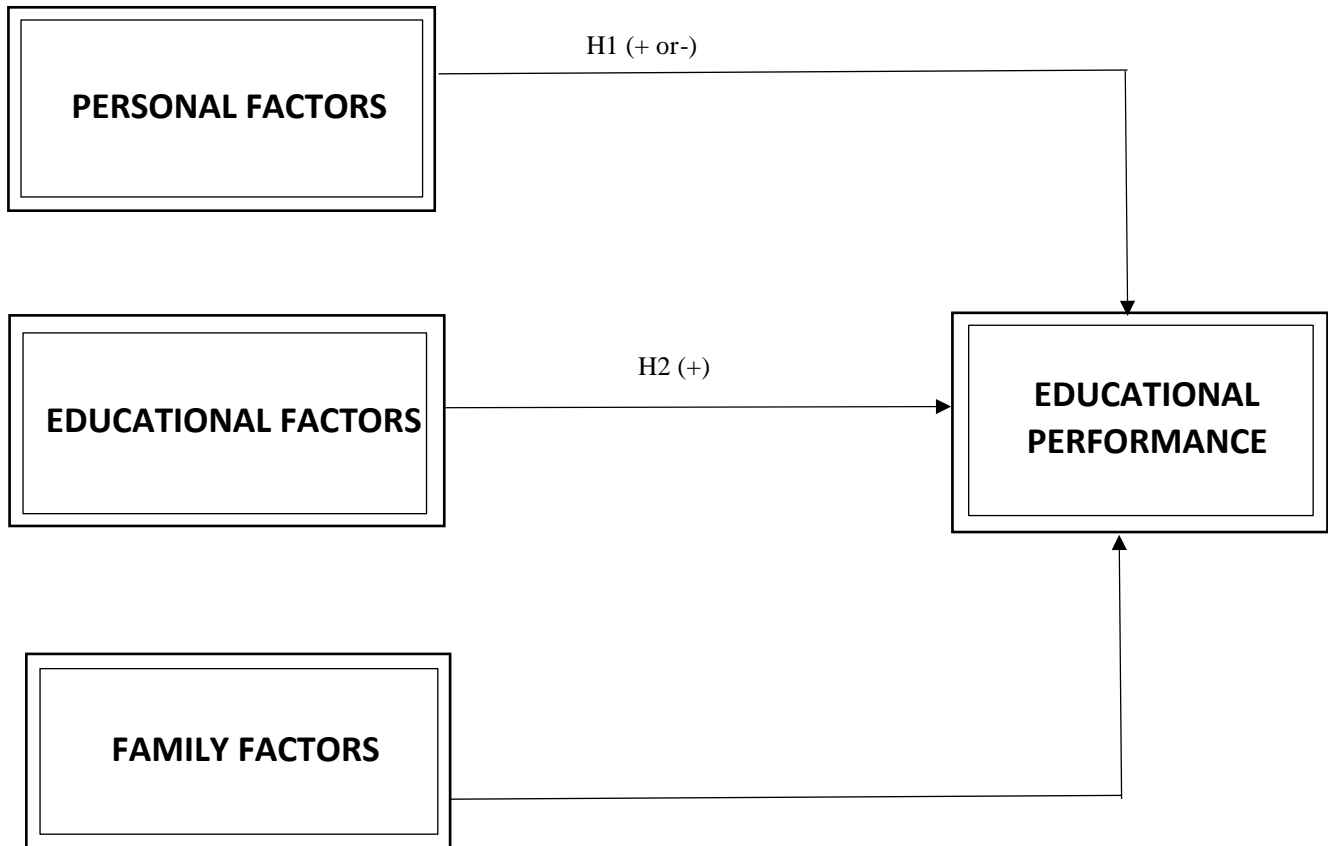 H1 (+ or-)
PERSONAL FACTORS
H2 (+)
EDUCATIONAL FACTORS
EDUCATIONAL
PERFORMANCE
FAMILY FACTORS